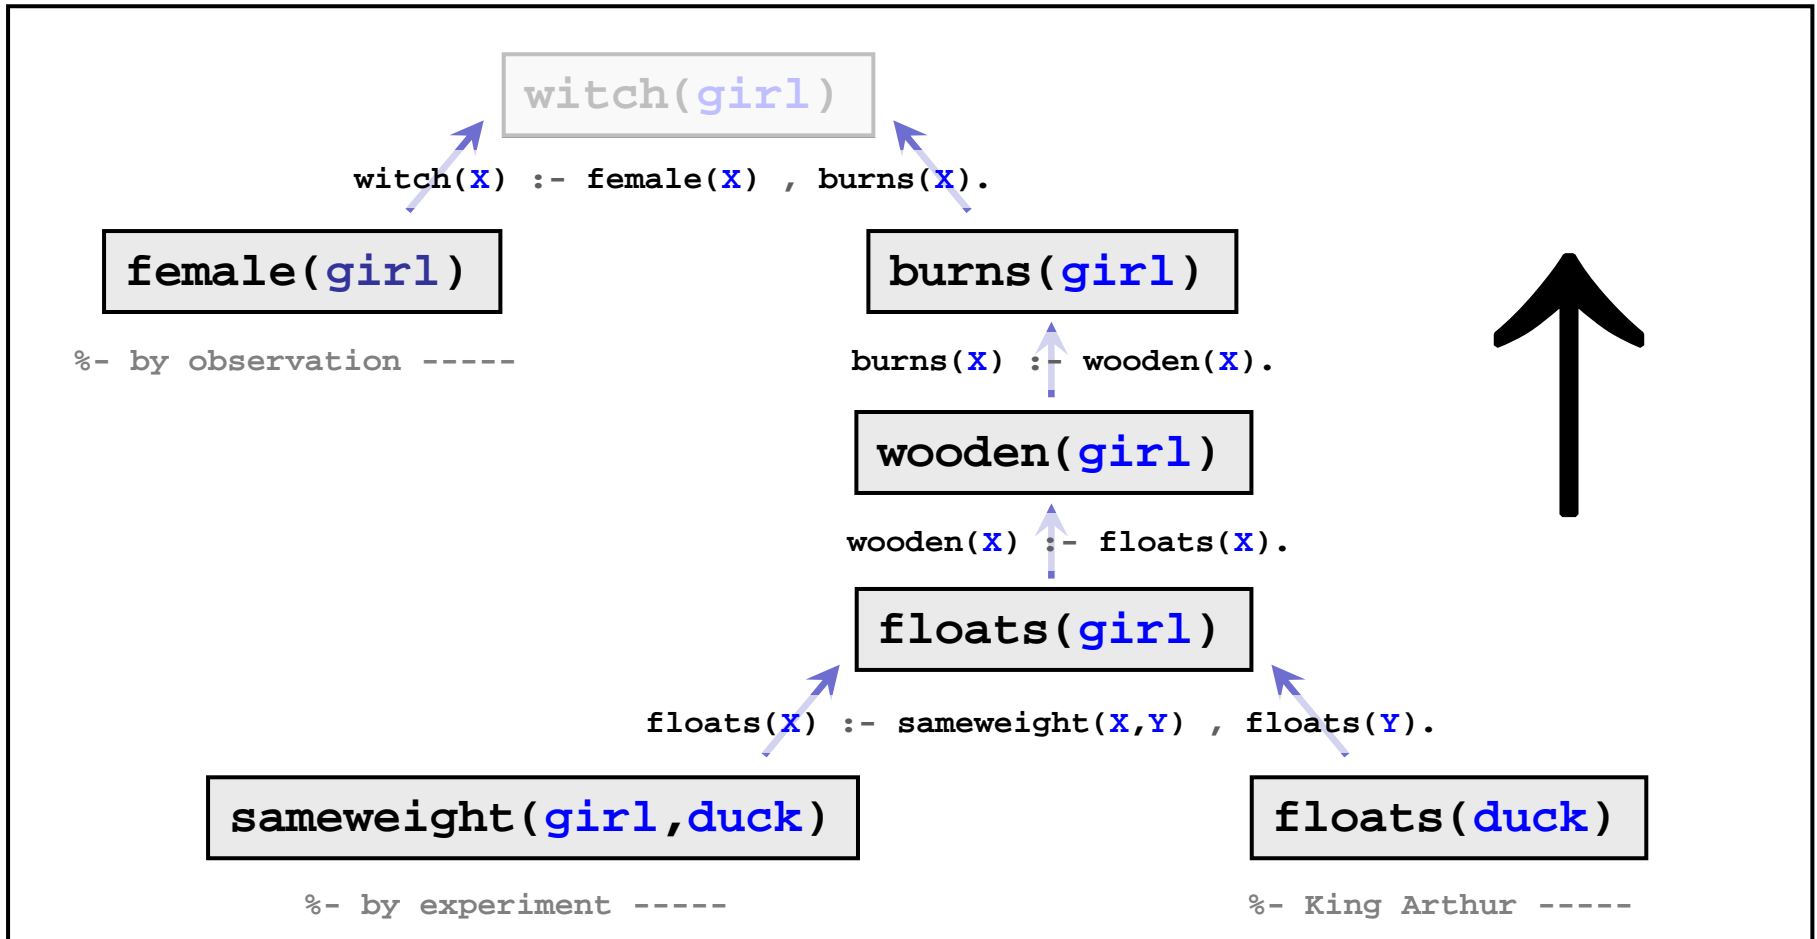 witch(girl)
witch(X) :- female(X) , burns(X).
female(girl)
burns(girl)
%- by observation -----
burns(X) :- wooden(X).
wooden(girl)
wooden(X) :- floats(X).
floats(girl)
floats(X) :- sameweight(X,Y) , floats(Y).
sameweight(girl,duck)
floats(duck)
%- by experiment -----
%- King Arthur -----